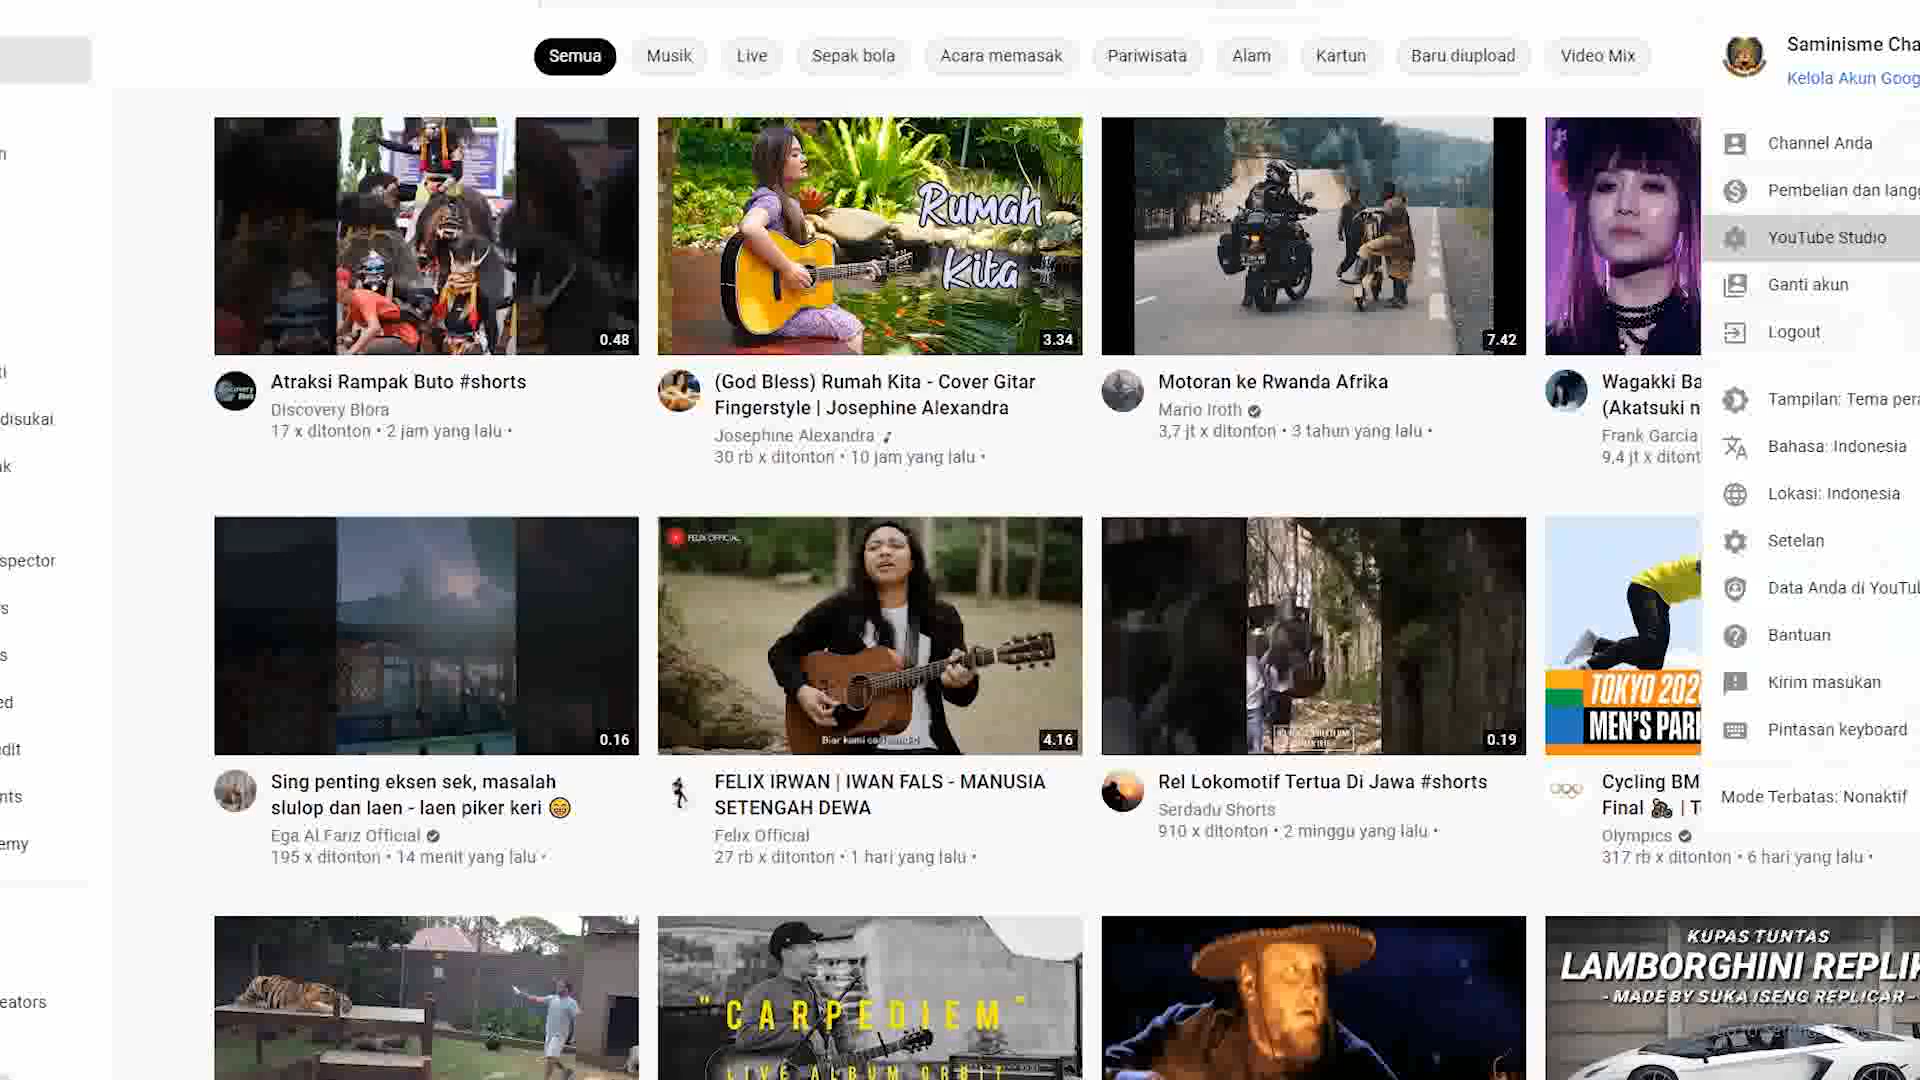 Semua
Musik
Live
Sepak bola
Acara memasak
Pariwisata
Alam
Kartun
Baru diupload
Video Mix
Saminisme Cha
Kelola Akun Goog
Channel Anda
Pembelian dan lang
YouTube Studio
Ganti akun
Logout
Tampilan: Tema per
Bahasa: Indonesia
Lokasi: Indonesia
Setelan
Data Anda di YouTu
Bantuan
Kirim masukan
Pintasan keyboard
Mode Terbatas: Nonaktif
disukai
spector
edit
nts
emy
eators
0.48
Atraksi Rampak Buto #shorts
Discovery Blora
17 x ditonton • 2 jam yang lalu •
Rumah
Kita
3.34
(God Bless) Rumah Kita - Cover Gitar
Fingerstyle | Josephine Alexandra
Josephine Alexandra
30 rb x ditonton • 10 jam yang lalu •
7.42
Motoran ke Rwanda Afrika
Mario Iroth
3,7 jt x ditonton • 3 tahun yang lalu •
Wagakki Ba
(Akatsuki n
Frank Garcia
9,4 jt x ditont
0.16
Sing penting eksen sek, masalah
slulop dan laen - laen piker keri 😁
Ega Al Fariz Official
195 x ditonton • 14 menit yang lalu •
FELIX OFFICIAL
4.16
FELIX IRWAN | IWAN FALS - MANUSIA
SETENGAH DEWA
Felix Official
27 rb x ditonton • 1 hari yang lalu •
0.19
Rel Lokomotif Tertua Di Jawa #shorts
Serdadu Shorts
910 x ditonton • 2 minggu yang lalu •
TOKYO 202
MEN'S PAR
Cycling BM
Final 🚴 | T
Olympics
317 rb x ditonton • 6 hari yang lalu •
"CARPEDIEM"
LIVE ALBUM ORBIT
KUPAS TUNTAS
LAMBORGHINI REPLIK
- MADE BY SUKA ISENG REPLICAR -